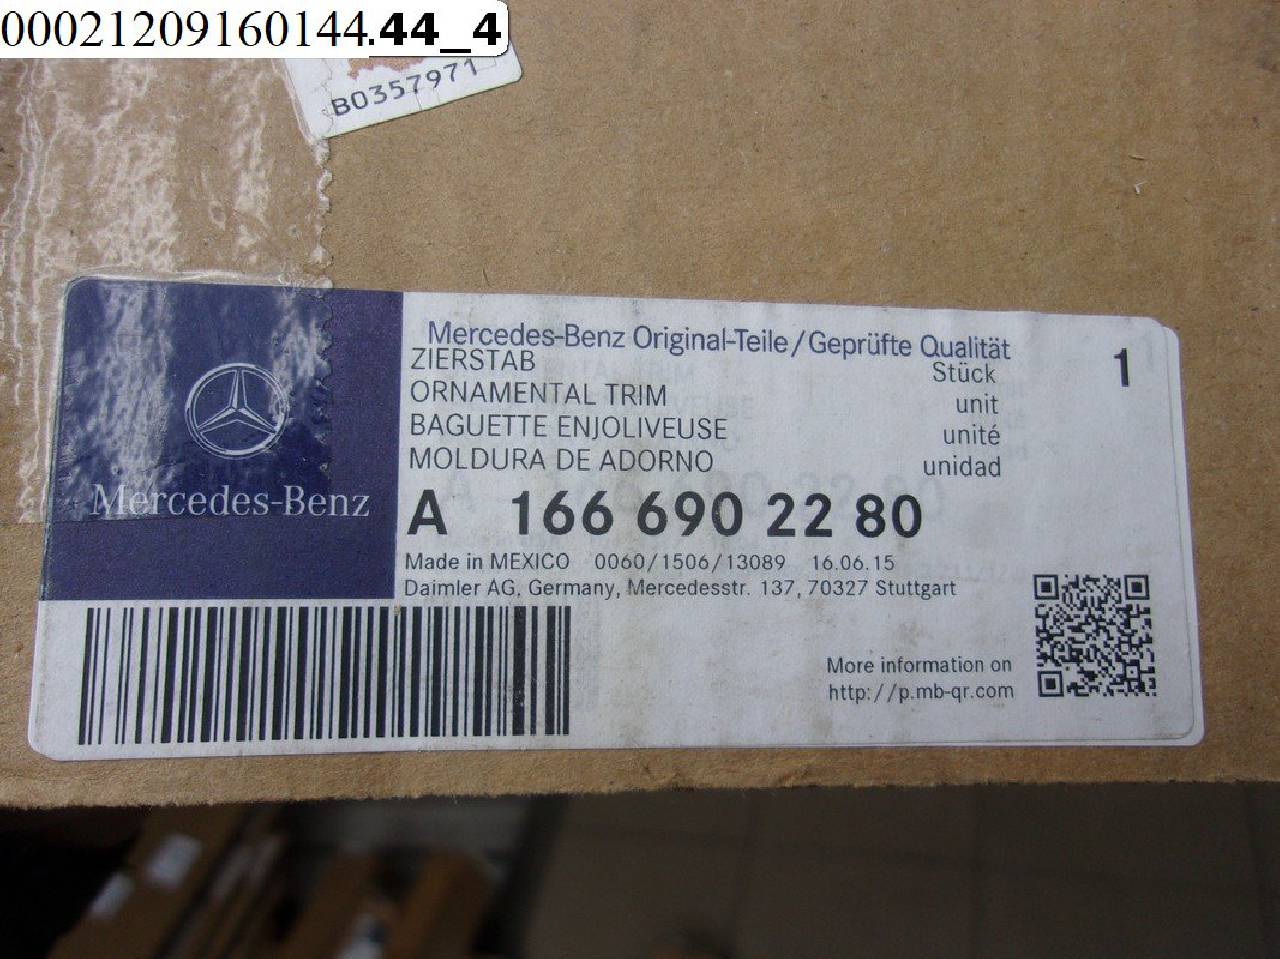 00021209160144.44_4
B0357971
Mercedes-Benz
Mercedes-Benz Original-Teile/Geprüfte Qualität
ZIERSTAB Stück 1
ORNAMENTAL TRIM unit
BAGUETTE ENJOLIVEUSE unité
MOLDURA DE ADORNO unidad
A 166 690 22 80
Made in MEXICO 0060/1506/13089 16.06.15
Daimler AG, Germany, Mercedesstr. 137, 70327 Stuttgart
More information on
http://p.mb-qr.com